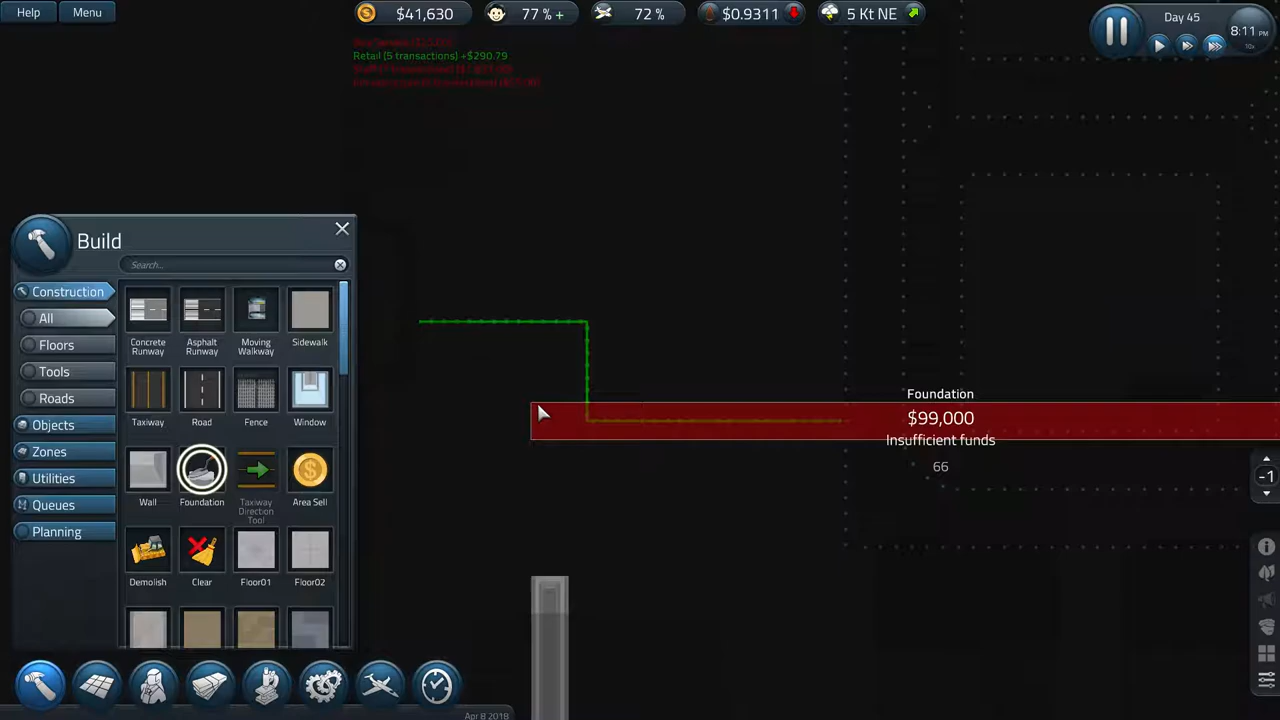 Help
Menu
$41,630
77 % +
72 %
$0.9311
5 Kt NE
Day 45
8:11 PM
10x
Retail (5 transactions) +$290.79
Build
Search...
Construction
All
Floors
Tools
Roads
Objects
Zones
Utilities
Queues
Planning
Concrete Runway
Asphalt Runway
Moving Walkway
Sidewalk
Taxiway
Road
Fence
Window
Wall
Foundation
Taxiway Direction Tool
Area Sell
Demolish
Clear
Floor01
Floor02
Foundation
$99,000
Insufficient funds
66
-1
Apr 8 2018